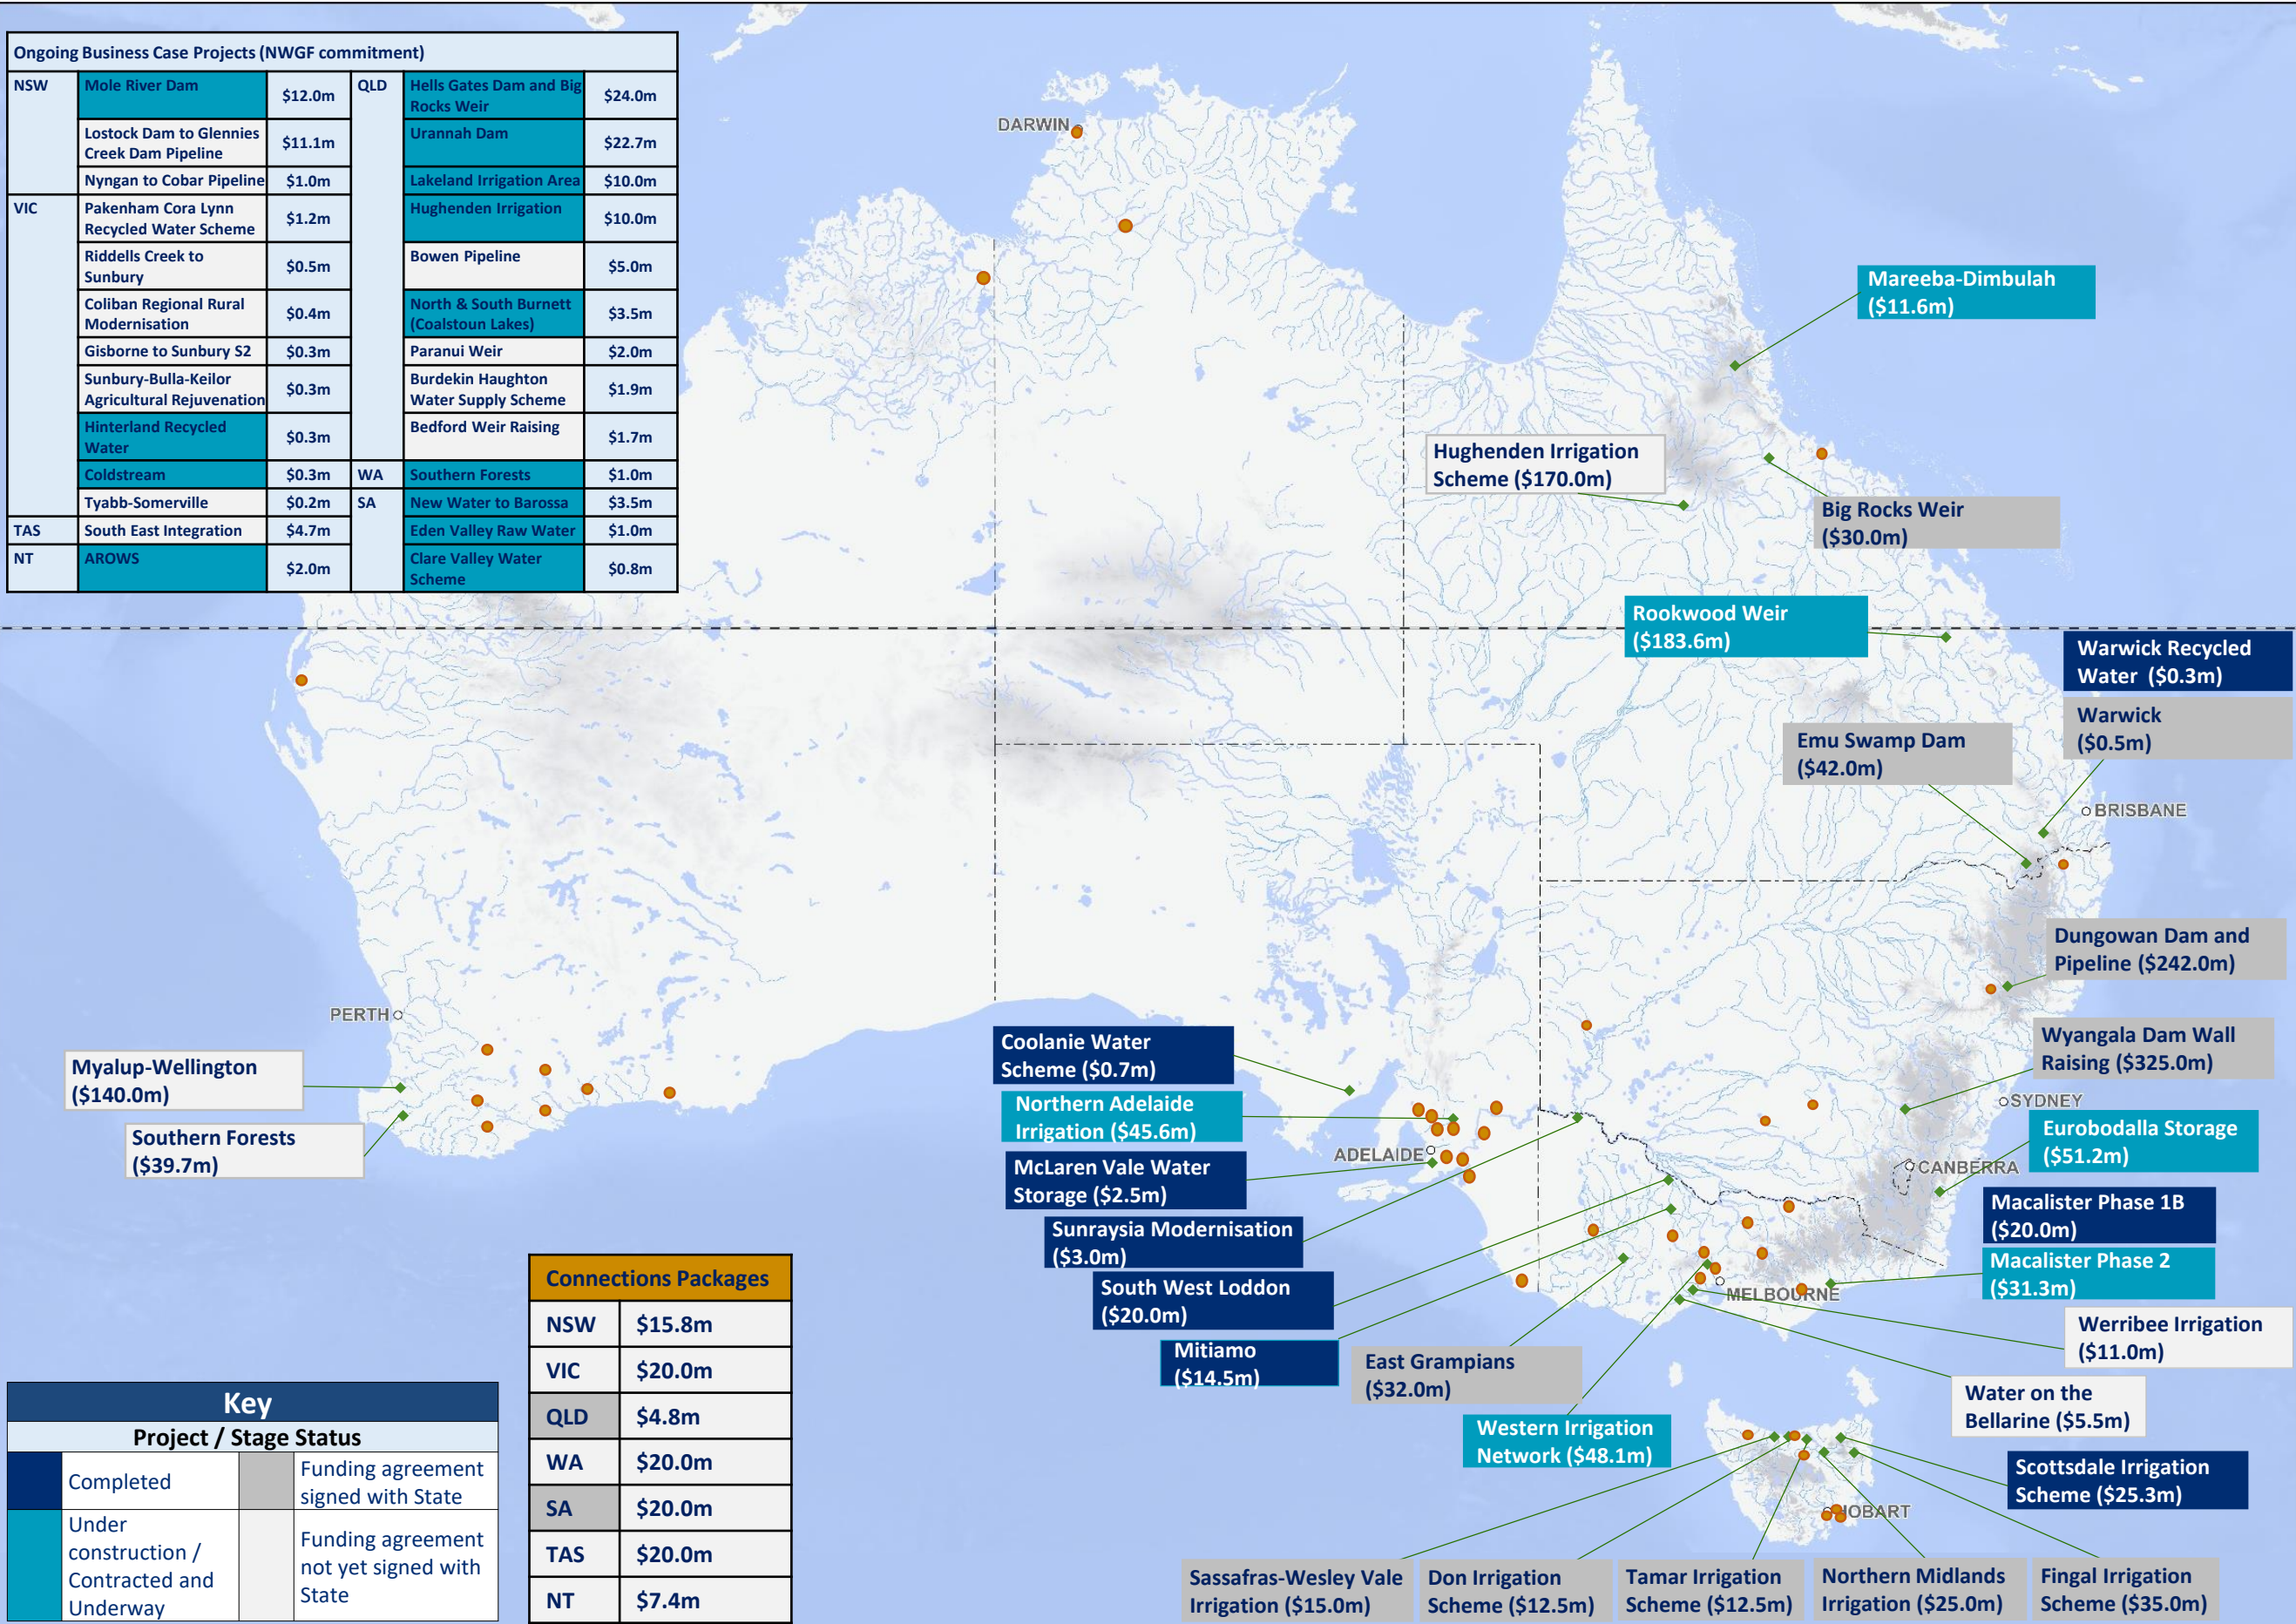 Ongoing Business Case Projects (NWGF commitment)
NSW
Mole River Dam
$12.0m
Lostock Dam to Glennies
Creek Dam Pipeline
$11.1m
Nyngan to Cobar Pipeline
$1.0m
VIC
Pakenham Cora Lynn
Recycled Water Scheme
$1.2m
Riddells Creek to
Sunbury
$0.5m
Coliban Regional Rural
Modernisation
$0.4m
Gisborne to Sunbury S2
$0.3m
Sunbury-Bulla-Keilor
Agricultural Rejuvenation
$0.3m
Hinterland Recycled
Water
$0.3m
Coldstream
$0.3m
Tyabb-Somerville
$0.2m
TAS
South East Integration
$4.7m
NT
AROWS
$2.0m
QLD
Hells Gates Dam and Big
Rocks Weir
$24.0m
Urannah Dam
$22.7m
Lakeland Irrigation Area
$10.0m
Hughenden Irrigation
$10.0m
Bowen Pipeline
$5.0m
North & South Burnett
(Coalstoun Lakes)
$3.5m
Paranui Weir
$2.0m
Burdekin Haughton
Water Supply Scheme
$1.9m
Bedford Weir Raising
$1.7m
WA
Southern Forests
$1.0m
SA
New Water to Barossa
$3.5m
Eden Valley Raw Water
$1.0m
Clare Valley Water
Scheme
$0.8m
DARWIN
Mareeba-Dimbulah
($11.6m)
Hughenden Irrigation
Scheme ($170.0m)
Big Rocks Weir
($30.0m)
Rookwood Weir
($183.6m)
Warwick Recycled
Water ($0.3m)
Warwick
($0.5m)
Emu Swamp Dam
($42.0m)
BRISBANE
Dungowan Dam and
Pipeline ($242.0m)
Wyangala Dam Wall
Raising ($325.0m)
SYDNEY
Eurobodalla Storage
($51.2m)
CANBERRA
Macalister Phase 1B
($20.0m)
Macalister Phase 2
($31.3m)
Werribee Irrigation
($11.0m)
Water on the
Bellarine ($5.5m)
PERTH
Myalup-Wellington
($140.0m)
Southern Forests
($39.7m)
Coolanie Water
Scheme ($0.7m)
Northern Adelaide
Irrigation ($45.6m)
ADELAIDE
McLaren Vale Water
Storage ($2.5m)
Sunraysia Modernisation
($3.0m)
South West Loddon
($20.0m)
Mitiamo
($14.5m)
East Grampians
($32.0m)
MELBOURNE
Western Irrigation
Network ($48.1m)
Scottsdale Irrigation
Scheme ($25.3m)
HOBART
Sassafras-Wesley Vale
Irrigation ($15.0m)
Don Irrigation
Scheme ($12.5m)
Tamar Irrigation
Scheme ($12.5m)
Northern Midlands
Irrigation ($25.0m)
Fingal Irrigation
Scheme ($35.0m)
Connections Packages
NSW $15.8m
VIC $20.0m
QLD $4.8m
WA $20.0m
SA $20.0m
TAS $20.0m
NT $7.4m
Key
Project / Stage Status
Completed
Funding agreement
signed with State
Under
construction /
Contracted and
Underway
Funding agreement
not yet signed with
State